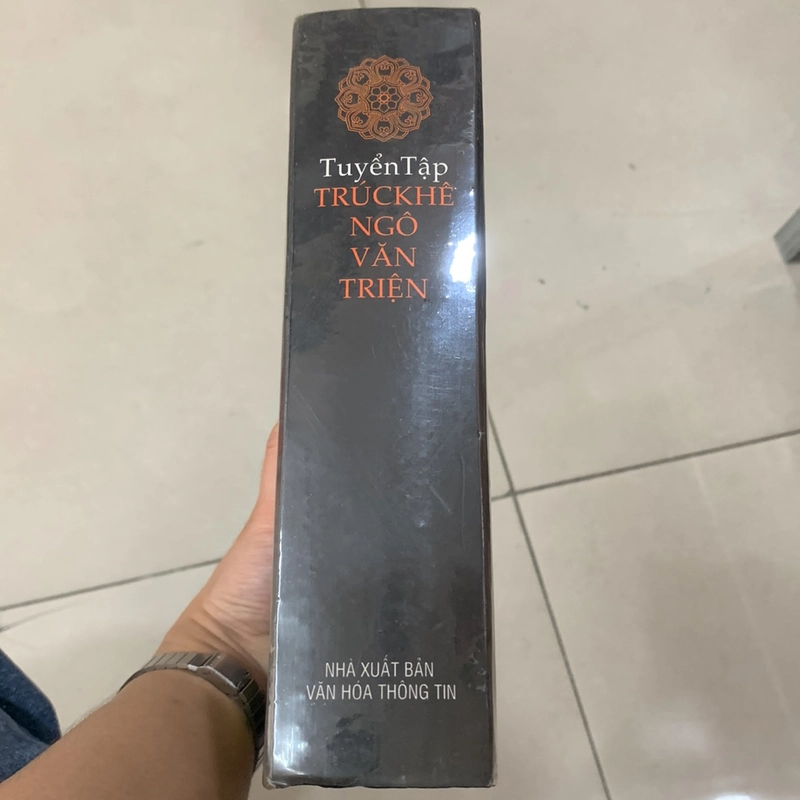 TuyểnTập
TRÚCKHÊ
NGÔ
VĂN
TRIỆN
NHÀ XUẤT BẢN
VĂN HÓA THÔNG TIN